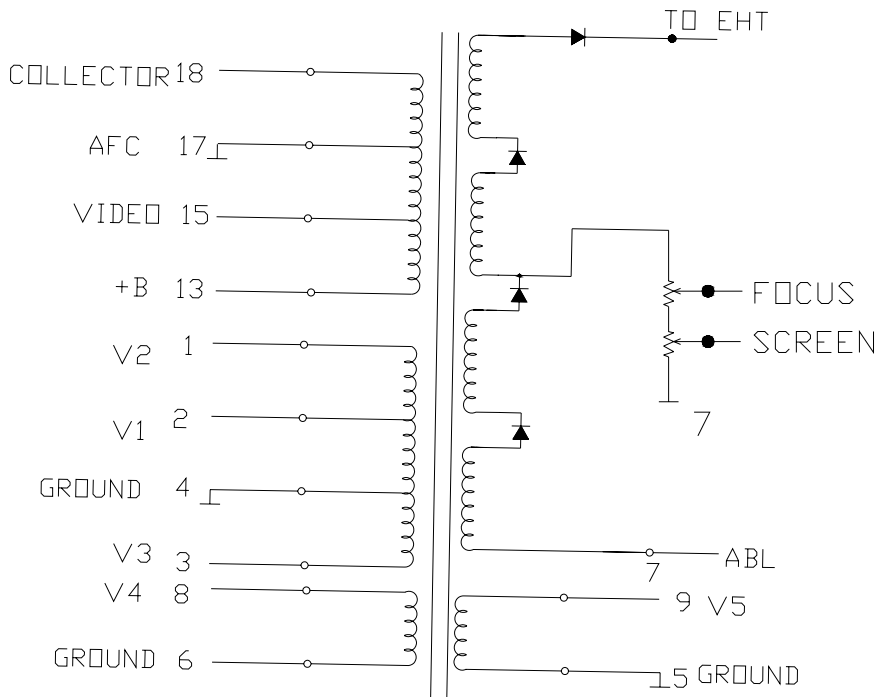 TO EHT
COLLECTOR 18
AFC 17
VIDEO 15
+B 13
FOCUS
V2 1
SCREEN
V1 2
7
GROUND 4
V3 3
7 ABL
V4 8
9 V5
GROUND 6
5 GROUND